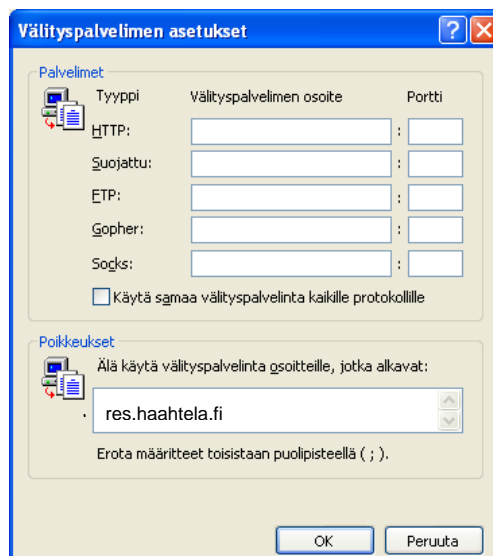 Välityspalvelimen asetukset
Palvelimet
Tyyppi Välityspalvelimen osoite Portti
HTTP: :
Suojattu: :
FTP: :
Gopher: :
Socks: :
Käytä samaa välityspalvelinta kaikille protokollille
Poikkeukset
Älä käytä välityspalvelinta osoitteille, jotka alkavat:
. res.haahtela.fi
Erota määritteet toisistaan puolipisteellä ( ; ).
OK Peruuta